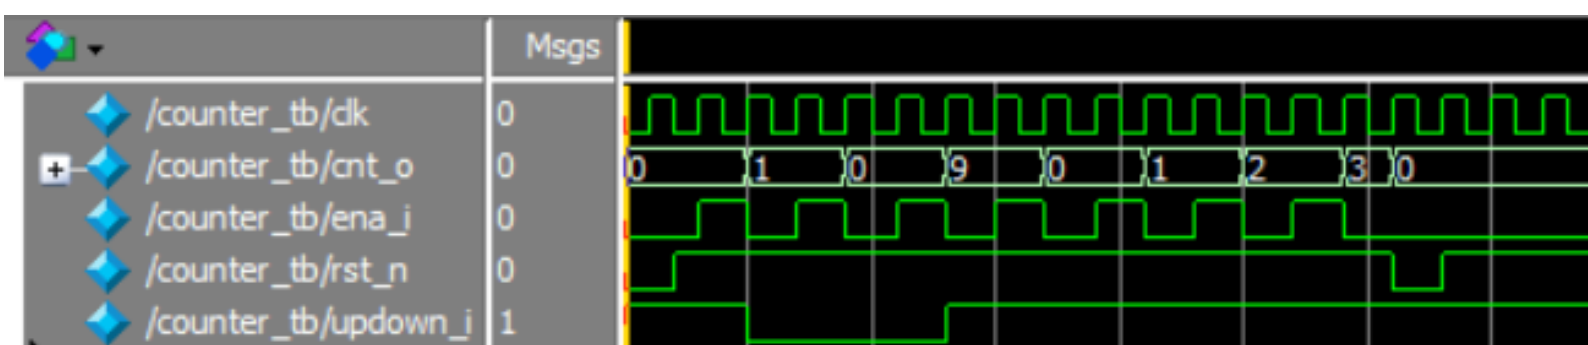 Msgs
/counter_tb/clk 0
/counter_tb/cnt_o 0 0 1 0 9 0 1 2 3 0
/counter_tb/ena_i 0
/counter_tb/rst_n 0
/counter_tb/updown_i 1